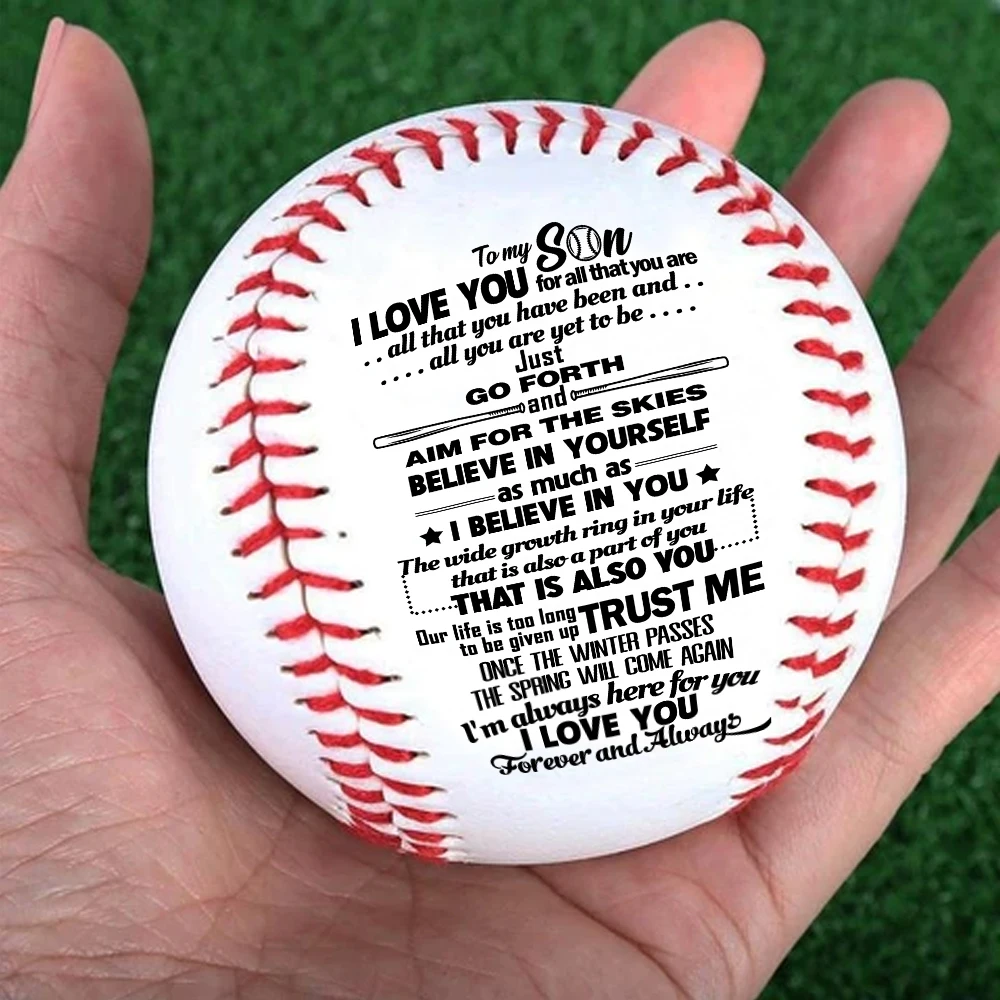 To my Son
I LOVE YOU for all that you are
. . all that you have been and . .
. . . . all you are yet to be . . . .
Just
GO FORTH
and
AIM FOR THE SKIES
BELIEVE IN YOURSELF
as much as
I BELIEVE IN YOU
The wide growth ring in your life
that is also a part of you
THAT IS ALSO YOU
Our life is too long
to be given up TRUST ME
ONCE THE WINTER PASSES
THE SPRING WILL COME AGAIN
I'm always here for you
I LOVE YOU
Forever and Always